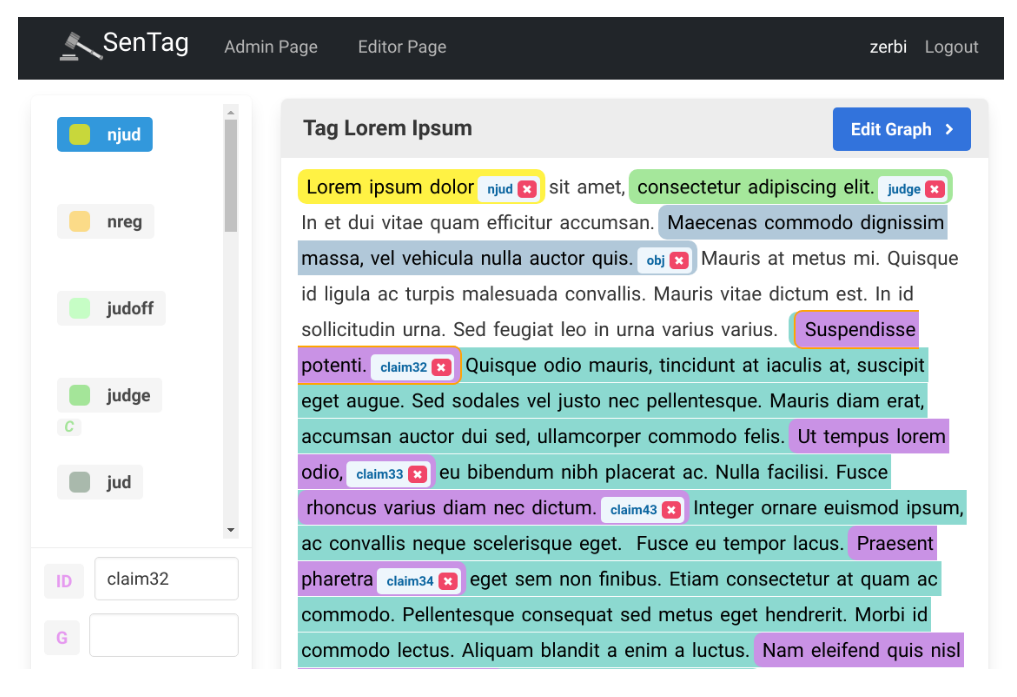 SenTag Admin Page Editor Page zerbi Logout
njud
nreg
judoff
judge
C
jud
ID claim32
G
Tag Lorem Ipsum Edit Graph
Lorem ipsum dolor njud sit amet, consectetur adipiscing elit. judge
In et dui vitae quam efficitur accumsan. Maecenas commodo dignissim
massa, vel vehicula nulla auctor quis. obj Mauris at metus mi. Quisque
id ligula ac turpis malesuada convallis. Mauris vitae dictum est. In id
sollicitudin urna. Sed feugiat leo in urna varius varius. Suspendisse
potenti. claim32 Quisque odio mauris, tincidunt at iaculis at, suscipit
eget augue. Sed sodales vel justo nec pellentesque. Mauris diam erat,
accumsan auctor dui sed, ullamcorper commodo felis. Ut tempus lorem
odio, claim33 eu bibendum nibh placerat ac. Nulla facilisi. Fusce
rhoncus varius diam nec dictum. claim43 Integer ornare euismod ipsum,
ac convallis neque scelerisque eget. Fusce eu tempor lacus. Praesent
pharetra claim34 eget sem non finibus. Etiam consectetur at quam ac
commodo. Pellentesque consequat sed metus eget hendrerit. Morbi id
commodo lectus. Aliquam blandit a enim a luctus. Nam eleifend quis nisl